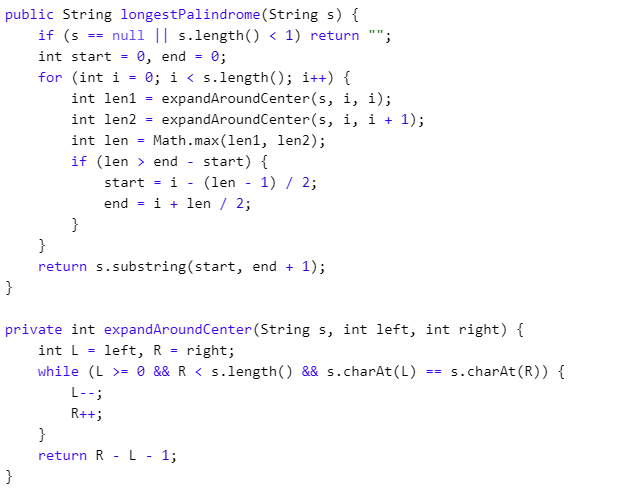 public String longestPalindrome(String s) {
    if (s == null || s.length() < 1) return "";
    int start = 0, end = 0;
    for (int i = 0; i < s.length(); i++) {
        int len1 = expandAroundCenter(s, i, i);
        int len2 = expandAroundCenter(s, i, i + 1);
        int len = Math.max(len1, len2);
        if (len > end - start) {
            start = i - (len - 1) / 2;
            end = i + len / 2;
        }
    }
    return s.substring(start, end + 1);
}

private int expandAroundCenter(String s, int left, int right) {
    int L = left, R = right;
    while (L >= 0 && R < s.length() && s.charAt(L) == s.charAt(R)) {
        L--;
        R++;
    }
    return R - L - 1;
}